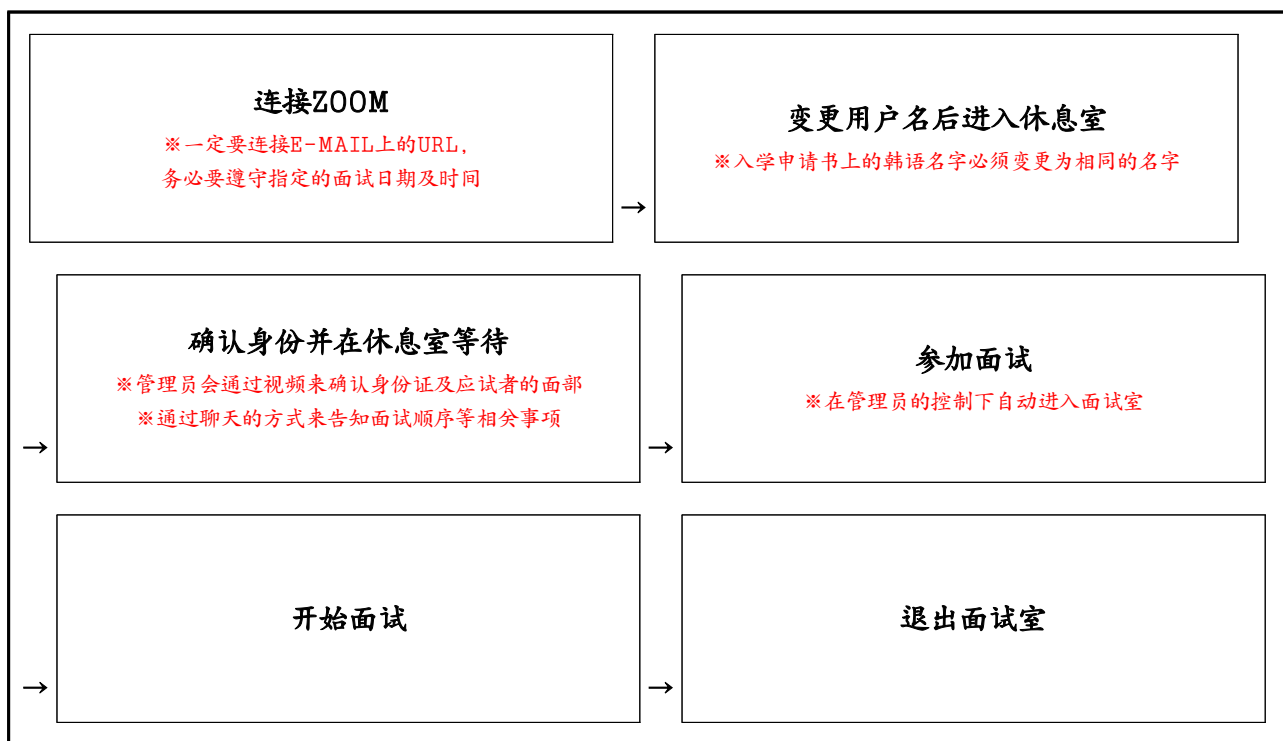 连接ZOOM
※一定要连接E-MAIL上的URL,
务必要遵守指定的面试日期及时间
→
变更用户名后进入休息室
※入学申请书上的韩语名字必须变更为相同的名字
→
确认身份并在休息室等待
※管理员会通过视频来确认身份证及应试者的面部
※通过聊天的方式来告知面试顺序等相关事项
→
参加面试
※在管理员的控制下自动进入面试室
→
开始面试
→
退出面试室